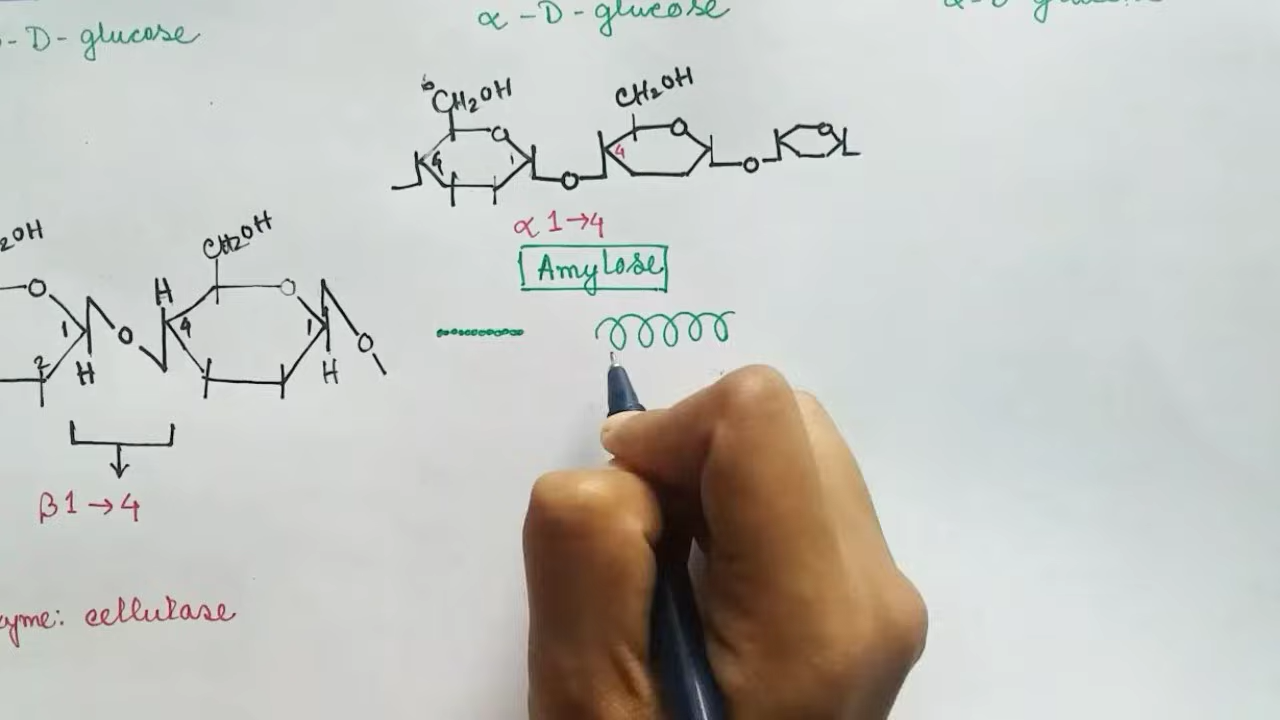 - D - glucose
α - D - glucose
6
CH₂OH
CH₂OH
O
O
O
4
1
4
O
O
α 1→4
Amylose
₂OH
CH₂OH
O
H
O
1
4
1
O
O
2
H
H
β 1 → 4
zyme: cellulase